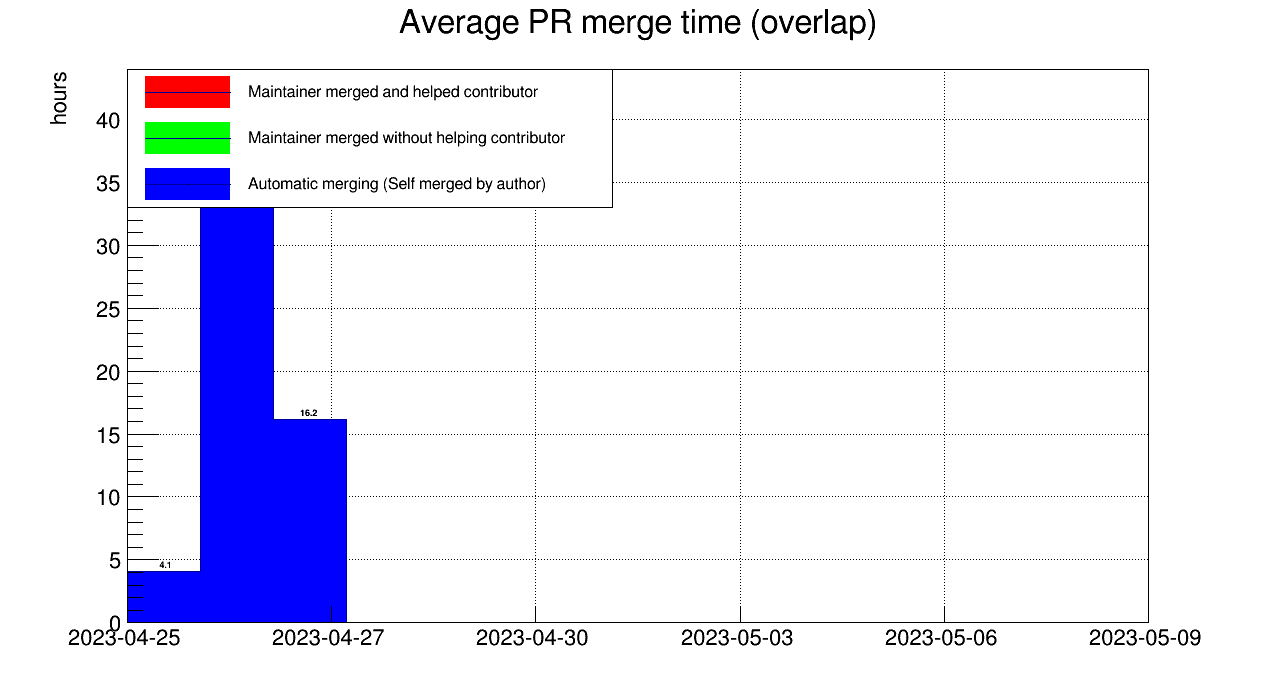 Average PR merge time (overlap)
hours
Maintainer merged and helped contributor
Maintainer merged without helping contributor
Automatic merging (Self merged by author)
40
35
30
25
20
15
10
5
0
16.2
4.1
2023-04-25 2023-04-27 2023-04-30 2023-05-03 2023-05-06 2023-05-09